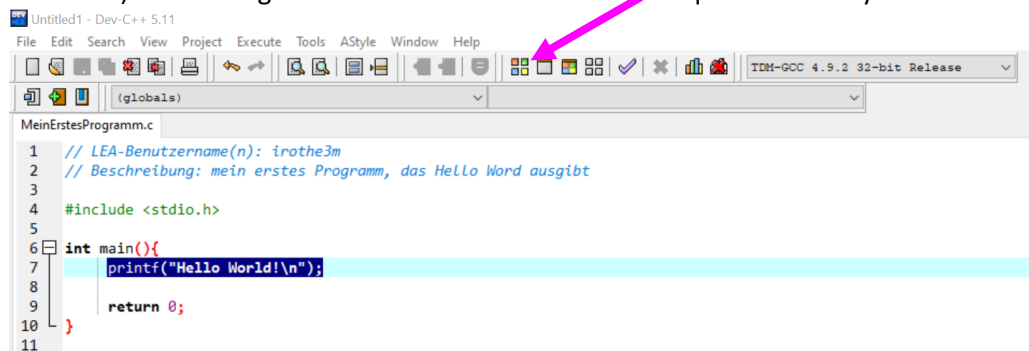 Untitled1 - Dev-C++ 5.11
File Edit Search View Project Execute Tools AStyle Window Help
TDM-GCC 4.9.2 32-bit Release
(globals)
MeinErstesProgramm.c
1 // LEA-Benutzername(n): irothe3m
2 // Beschreibung: mein erstes Programm, das Hello Word ausgibt
3
4 #include <stdio.h>
5
6 int main(){
7 printf("Hello World!\n");
8
9 return 0;
10 }
11